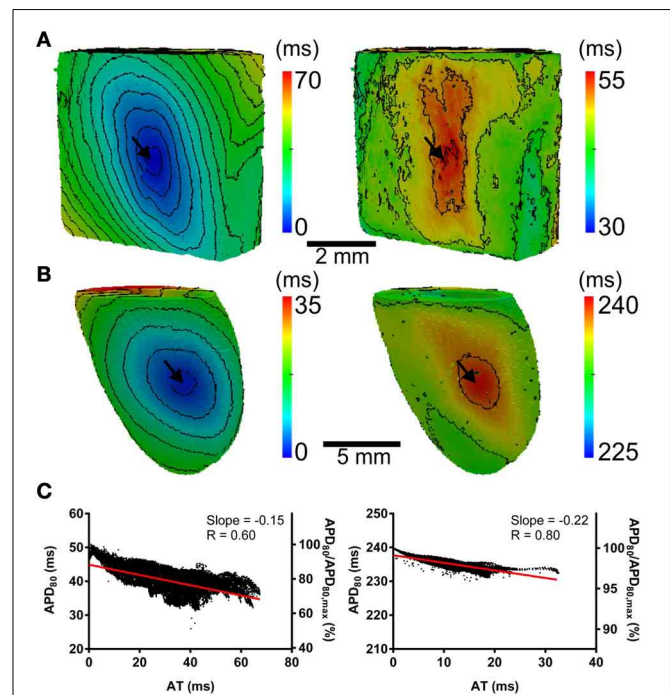 A
(ms)
70
0
(ms)
55
30
2 mm
B
(ms)
35
0
(ms)
240
225
5 mm
C
60
50
40
30
20
APD80 (ms)
Slope = -0.15
R = 0.60
100
80
60
40
APD80/APD80,max (%)
0 20 40 60 80
AT (ms)
250
240
230
220
210
APD80 (ms)
Slope = -0.22
R = 0.80
100
95
90
APD80/APD80,max (%)
0 10 20 30 40
AT (ms)